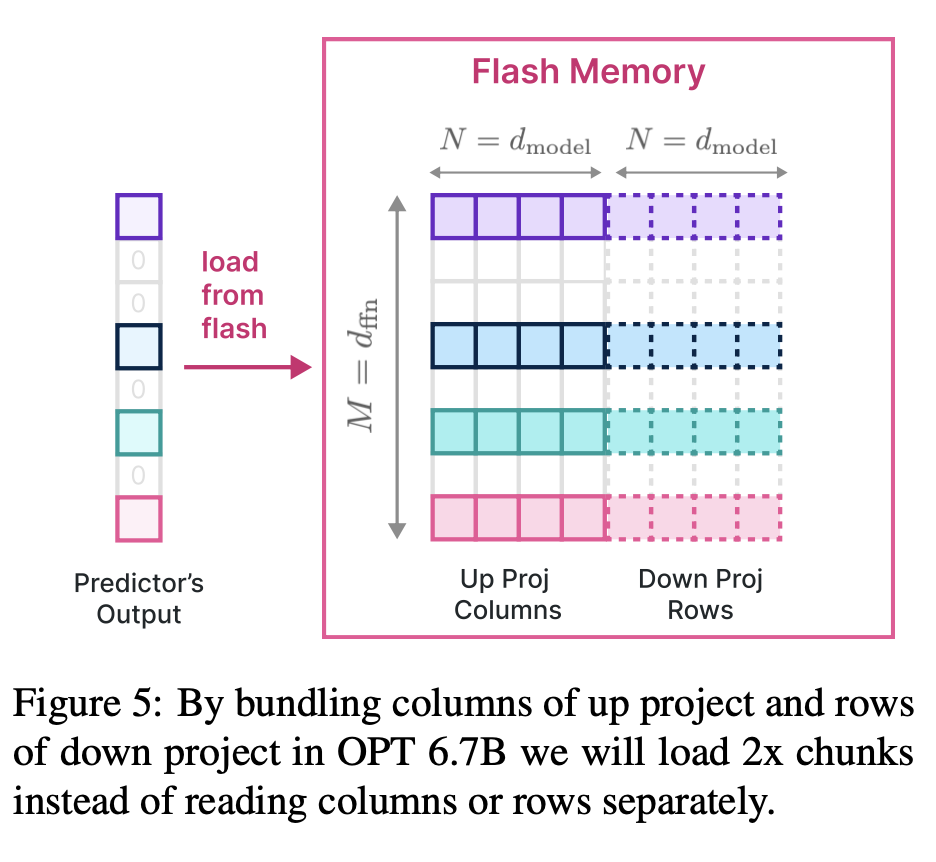 Flash Memory
N = d_model N = d_model
0
0
load
from
flash
M = d_ffn
0
0
Predictor's
Output
Up Proj
Columns
Down Proj
Rows
Figure 5: By bundling columns of up project and rows
of down project in OPT 6.7B we will load 2x chunks
instead of reading columns or rows separately.